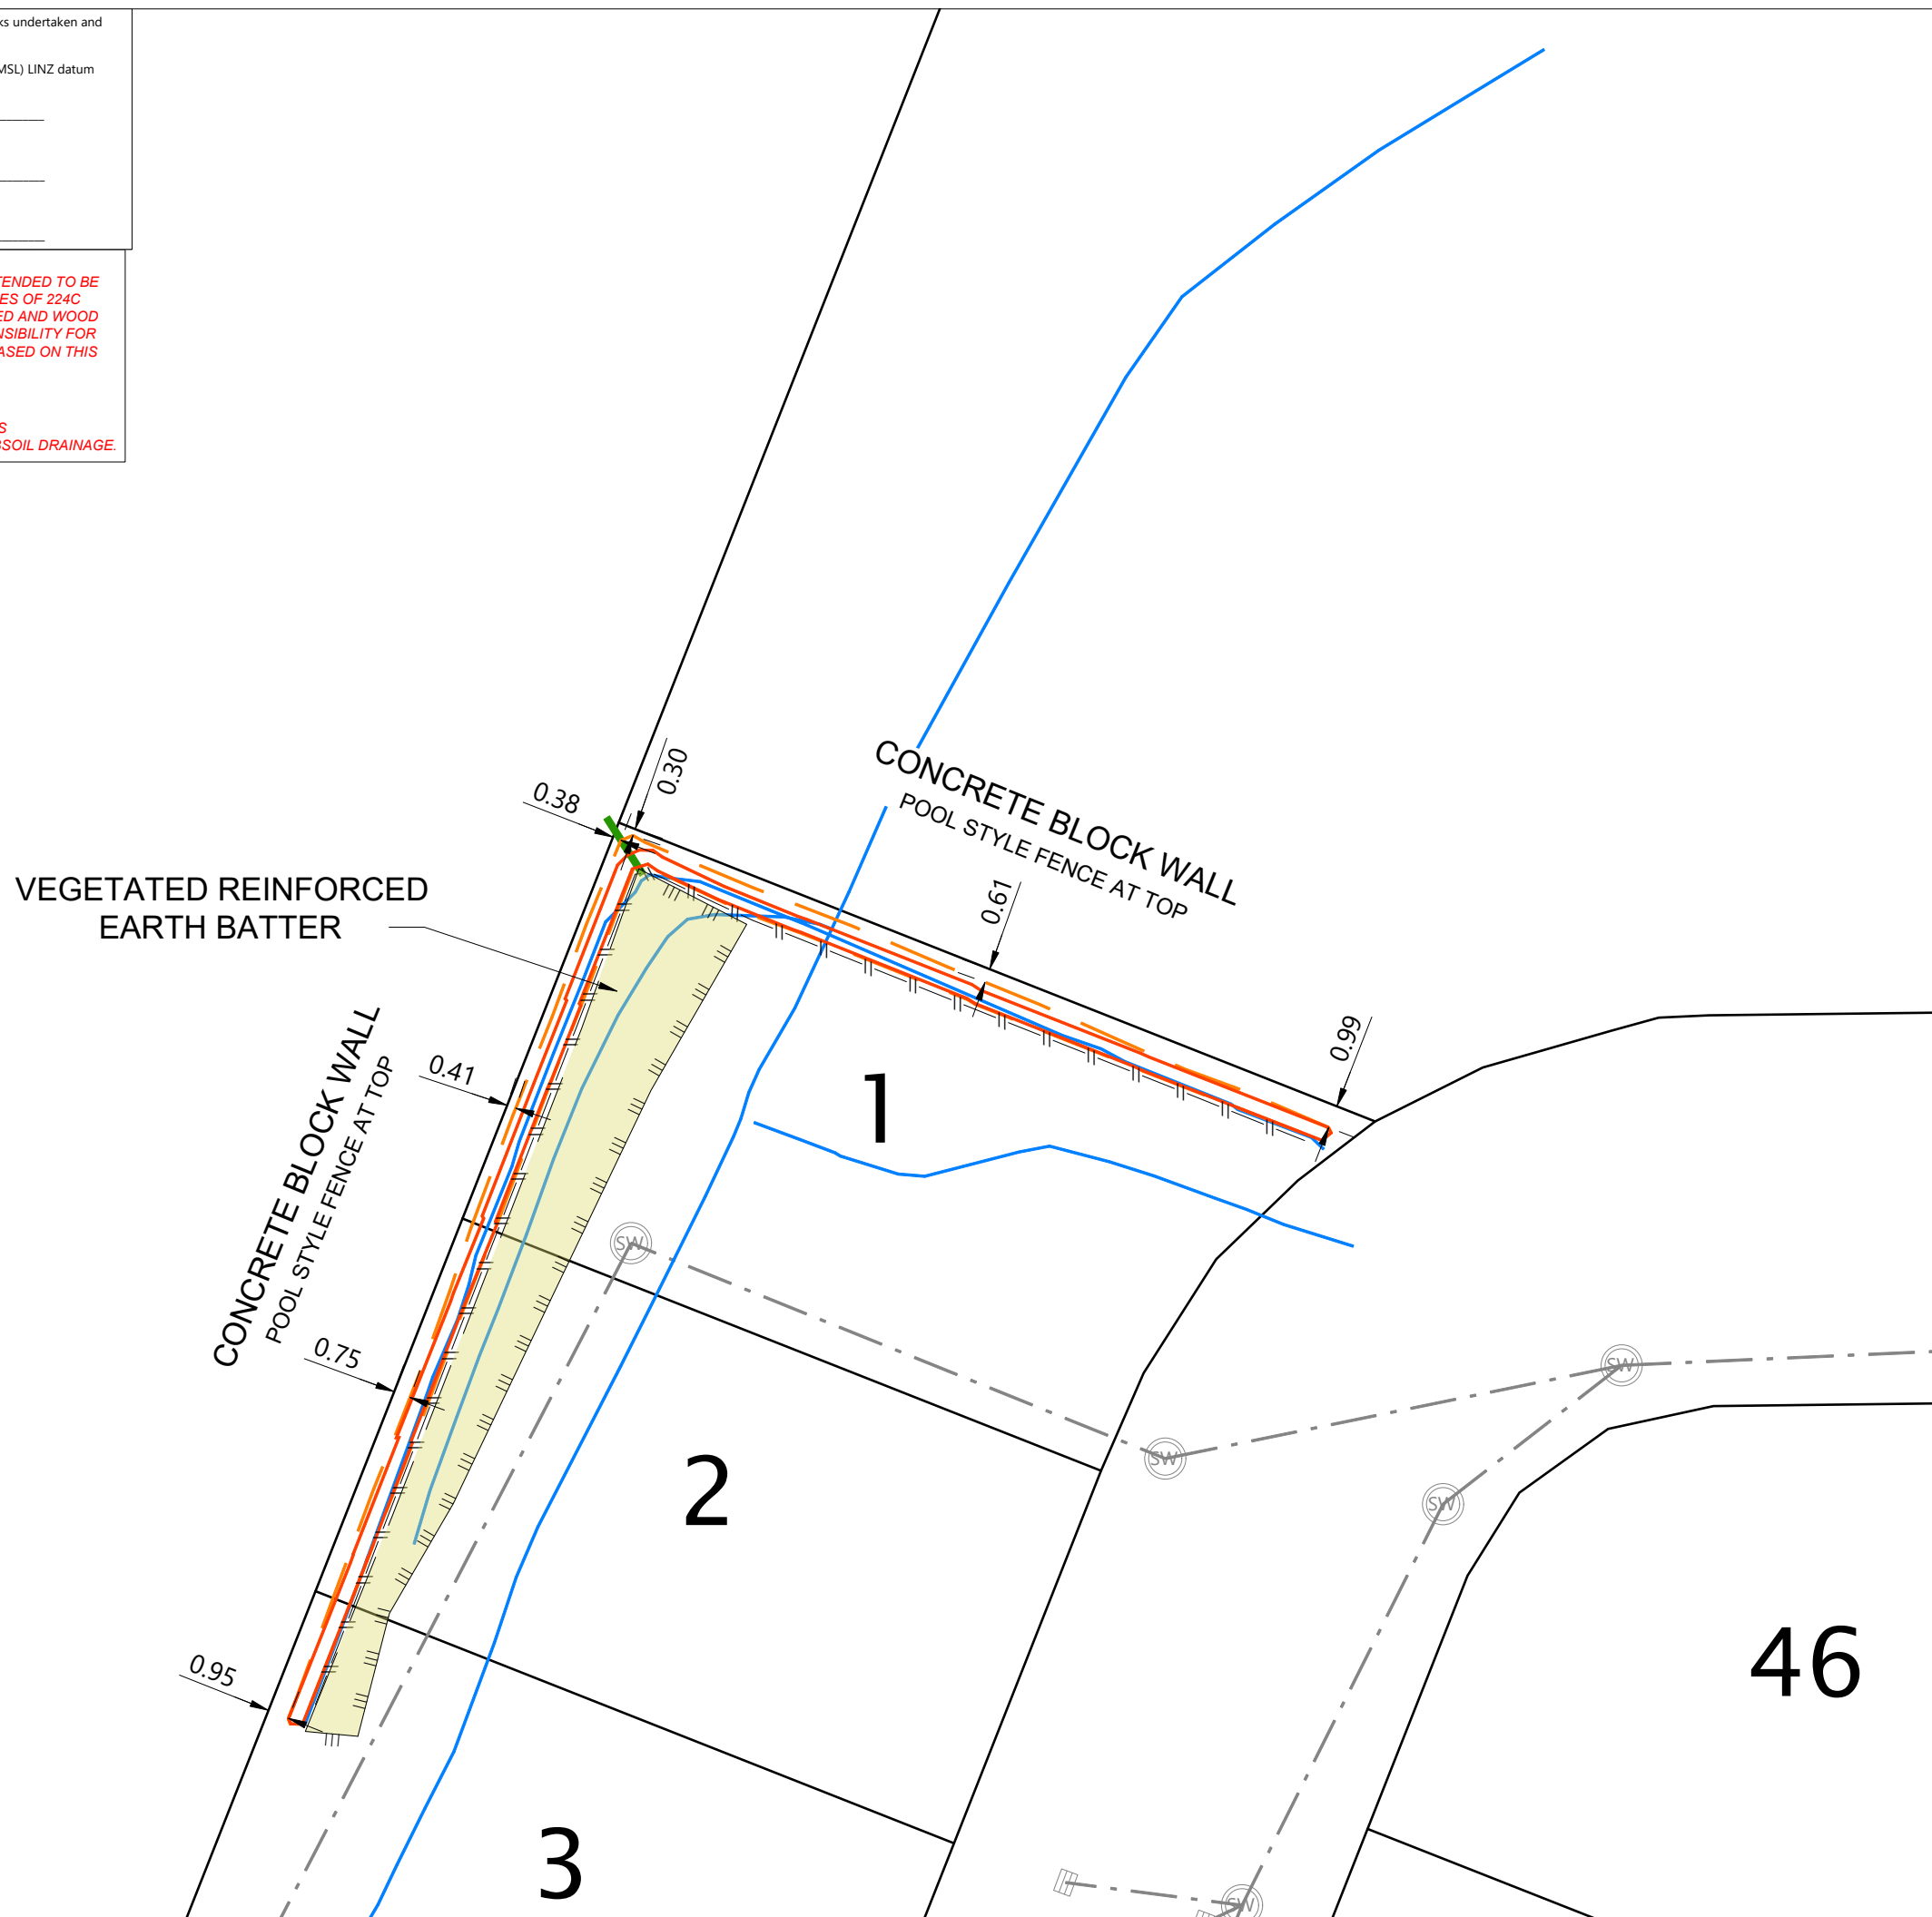 ks undertaken and
MSL) LINZ datum
TENDED TO BE
ES OF 224C
ED AND WOOD
NSIBILITY FOR
ASED ON THIS
S
BSOIL DRAINAGE.
0.30
0.38
CONCRETE BLOCK WALL
POOL STYLE FENCE AT TOP
VEGETATED REINFORCED
EARTH BATTER
0.61
0.99
CONCRETE BLOCK WALL
POOL STYLE FENCE AT TOP
0.41
1
SW
0.75
SW
2
SW
SW
0.95
46
3
SW